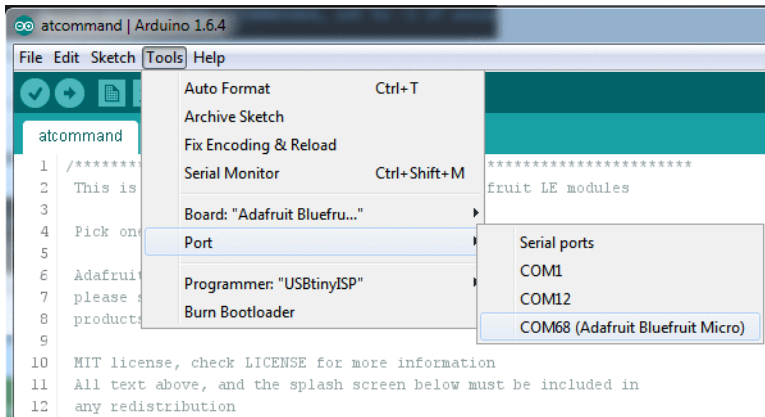 atcommand | Arduino 1.6.4
File Edit Sketch Tools Help
Auto Format Ctrl+T
Archive Sketch
Fix Encoding & Reload
Serial Monitor Ctrl+Shift+M
Board: "Adafruit Bluefru..."
Port
Programmer: "USBtinyISP"
Burn Bootloader
Serial ports
COM1
COM12
COM68 (Adafruit Bluefruit Micro)
atcommand
1 /******* ***********************
2 This is fruit LE modules
3
4 Pick one
5
6 Adafruit
7 please
8 products
9
10 MIT license, check LICENSE for more information
11 All text above, and the splash screen below must be included in
12 any redistribution